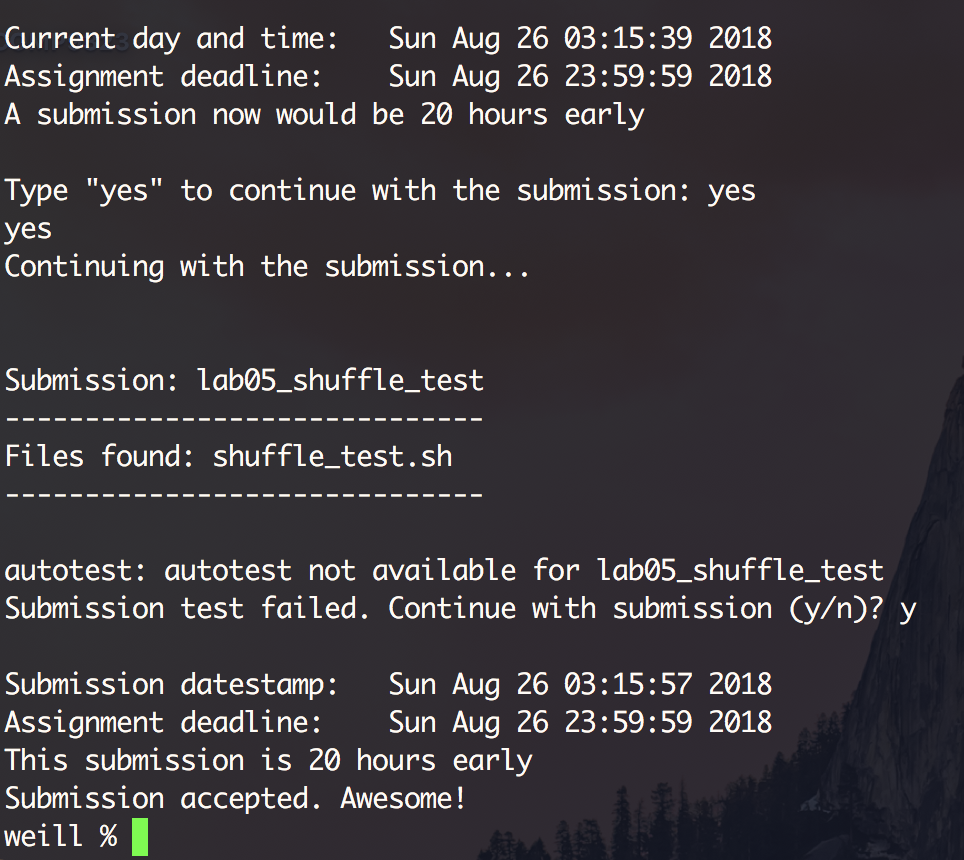 Current day and time:   Sun Aug 26 03:15:39 2018
Assignment deadline:    Sun Aug 26 23:59:59 2018
A submission now would be 20 hours early
Type "yes" to continue with the submission: yes
yes
Continuing with the submission...
Submission: lab05_shuffle_test
------------------------------
Files found: shuffle_test.sh
------------------------------
autotest: autotest not available for lab05_shuffle_test
Submission test failed. Continue with submission (y/n)? y
Submission datestamp:   Sun Aug 26 03:15:57 2018
Assignment deadline:    Sun Aug 26 23:59:59 2018
This submission is 20 hours early
Submission accepted. Awesome!
weill %